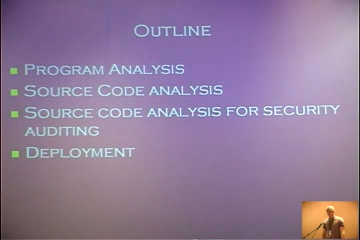 OUTLINE
PROGRAM ANALYSIS
SOURCE CODE ANALYSIS
SOURCE CODE ANALYSIS FOR SECURITY
AUDITING
DEPLOYMENT